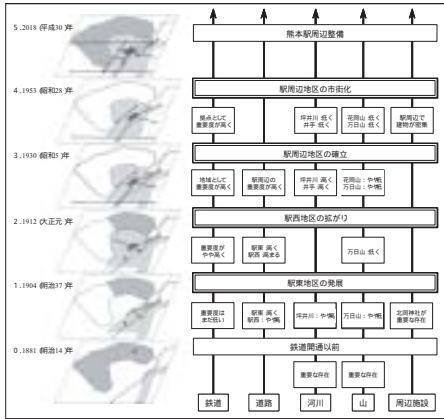 5 . 2018 (平成30) 年
熊本駅周辺整備
4 . 1953 (昭和28) 年
駅周辺地区の市街化
拠点として
重要度が高く
坪井川 :低く
井手 :低く
花岡山 :低く
万日山 :低く
駅周辺で
建物が密集
3 . 1930 (昭和5) 年
駅周辺地区の確立
地域として
重要度が高く
駅周辺の
重要度が高く
坪井川 :高く
井手 :高く
花岡山 : やや低
万日山 : やや低
2 . 1912 (大正元) 年
駅西地区の拡がり
重要度が
やや高く
駅東 :高く
駅西 :高まる
万日山 :低く
1 . 1904 (明治37) 年
駅東地区の発展
重要度は
まだ低い
駅東 :高く
駅西 : やや高
坪井川 : やや高
万日山 : やや低
北岡神社が
重要な存在
0 . 1881 (明治14) 年
鉄道開通以前
重要な存在
重要な存在
鉄道
道路
河川
山
周辺施設